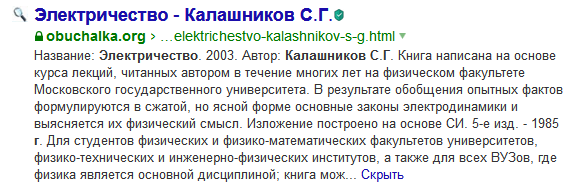 Электричество - Калашников С.Г.
obuchalka.org › …elektrichestvo-kalashnikov-s-g.html
Название: Электричество. 2003. Автор: Калашников С.Г. Книга написана на основе
курса лекций, читанных автором в течение многих лет на физическом факультете
Московского государственного университета. В результате обобщения опытных фактов
формулируются в сжатой, но ясной форме основные законы электродинамики и
выясняется их физический смысл. Изложение построено на основе СИ. 5-е изд. - 1985
г. Для студентов физических и физико-математических факультетов университетов,
физико-технических и инженерно-физических институтов, а также для всех ВУЗов, где
физика является основной дисциплиной; книга мож... Скрыть